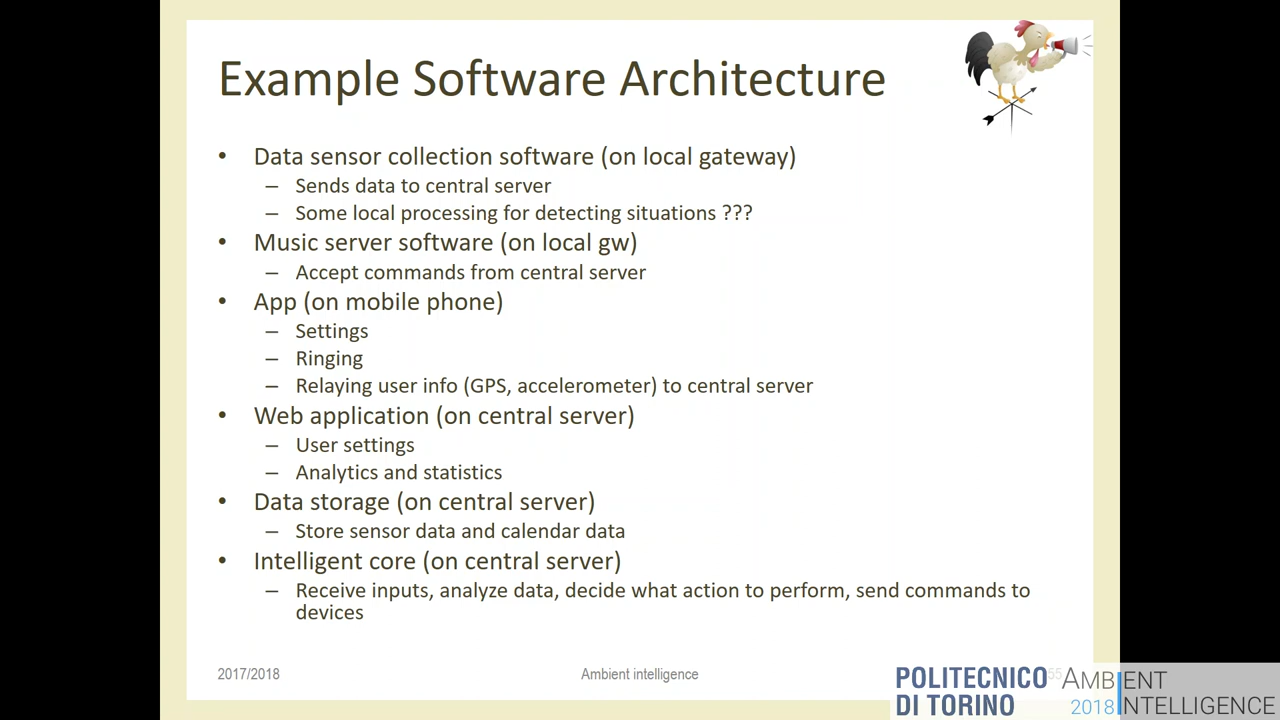 Example Software Architecture
• Data sensor collection software (on local gateway)
– Sends data to central server
– Some local processing for detecting situations ???
• Music server software (on local gw)
– Accept commands from central server
• App (on mobile phone)
– Settings
– Ringing
– Relaying user info (GPS, accelerometer) to central server
• Web application (on central server)
– User settings
– Analytics and statistics
• Data storage (on central server)
– Store sensor data and calendar data
• Intelligent core (on central server)
– Receive inputs, analyze data, decide what action to perform, send commands to
devices
2017/2018
Ambient intelligence
55
POLITECNICO
DI TORINO
AMBIENT
2018 INTELLIGENCE